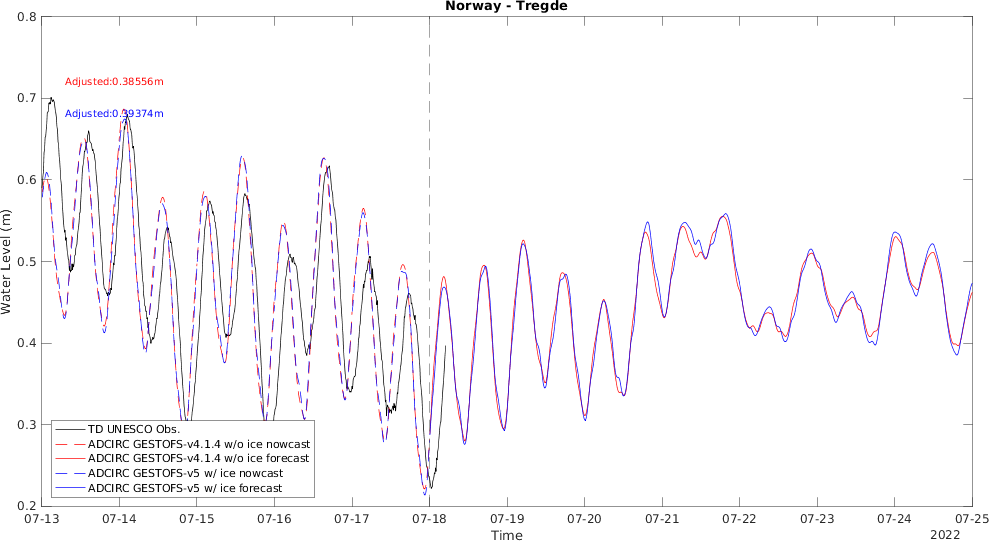 Norway - Tregde
0.8
0.7
0.6
0.5
0.4
0.3
0.2
Water Level (m)
Adjusted:0.38556m
Adjusted:0.39374m
TD UNESCO Obs.
ADCIRC GESTOFS-v4.1.4 w/o ice nowcast
ADCIRC GESTOFS-v4.1.4 w/o ice forecast
ADCIRC GESTOFS-v5 w/ ice nowcast
ADCIRC GESTOFS-v5 w/ ice forecast
07-13 07-14 07-15 07-16 07-17 07-18 07-19 07-20 07-21 07-22 07-23 07-24 07-25
Time
2022